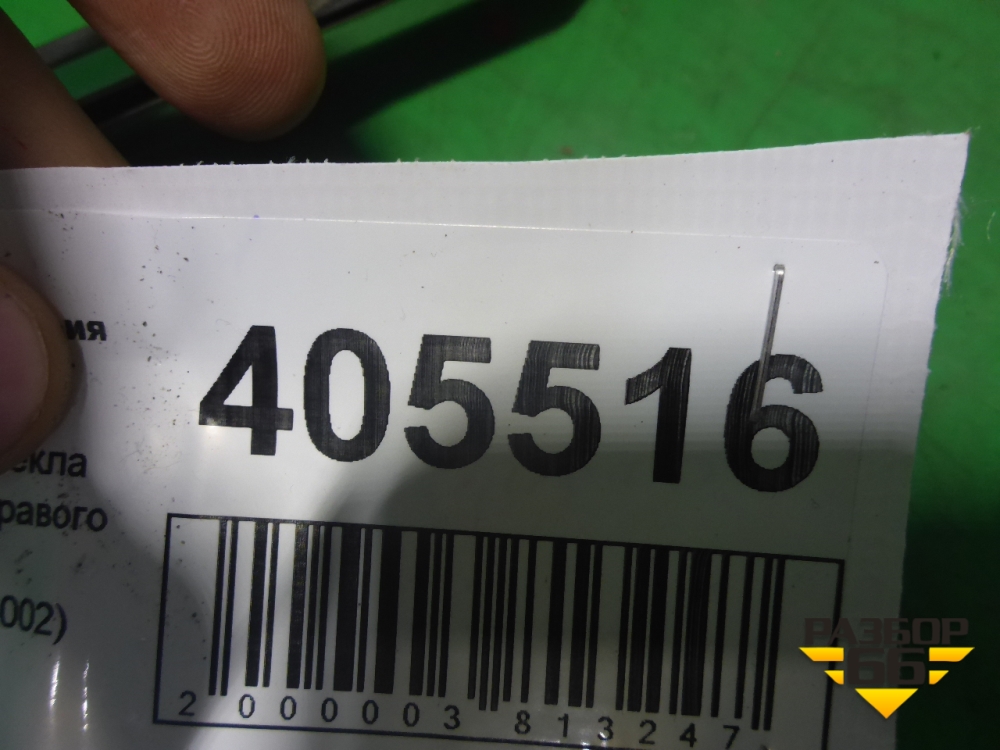 ия
405516
екла
равого
002)
2 000003 813247
РАЗБОР
66